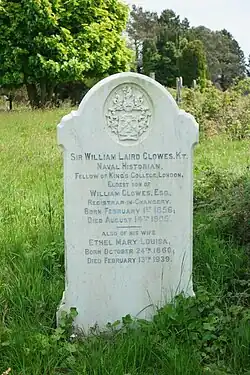 Sir William Laird Clowes, Kt.
Naval Historian,
Fellow of King's College, London,
Eldest son of
William Clowes, Esq.,
Registrar in Chancery,
Born February 1st 1856,
Died August 14th 1905.
Also of his wife
Ethel Mary Louisa,
Born October 24th 1866,
Died February 13th 1939.